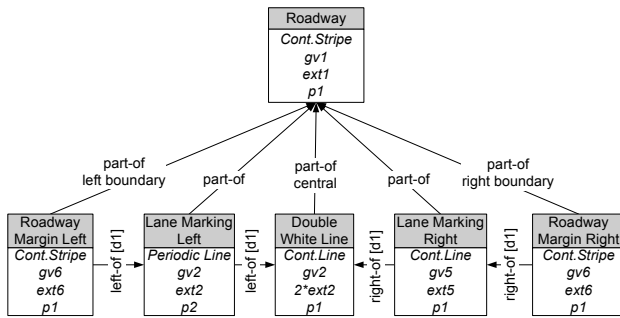 Roadway
Cont.Stripe
gv1
ext1
p1
part-of
left boundary
part-of
part-of
central
part-of
part-of
right boundary
Roadway
Margin Left
Cont.Stripe
gv6
ext6
p1
left-of [d1]
Lane Marking
Left
Periodic Line
gv2
ext2
p2
left-of [d1]
Double
White Line
Cont.Line
gv2
2*ext2
p1
right-of [d1]
Lane Marking
Right
Cont.Line
gv5
ext5
p1
right-of [d1]
Roadway
Margin Right
Cont.Stripe
gv6
ext6
p1